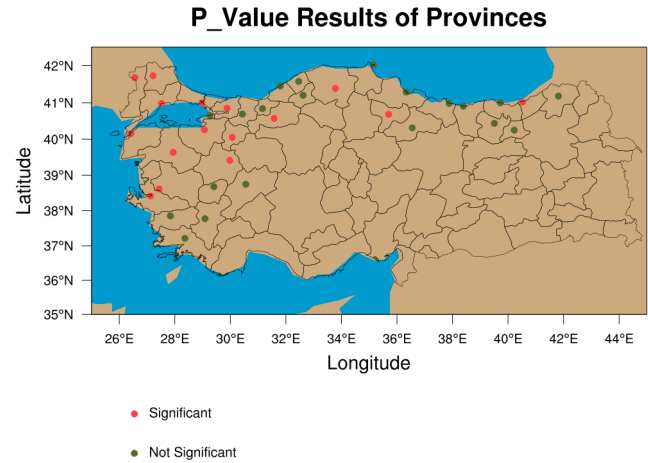 P_Value Results of Provinces
42°N
41°N
40°N
39°N
38°N
37°N
36°N
35°N
Latitude
26°E 28°E 30°E 32°E 34°E 36°E 38°E 40°E 42°E 44°E
Longitude
Significant
Not Significant